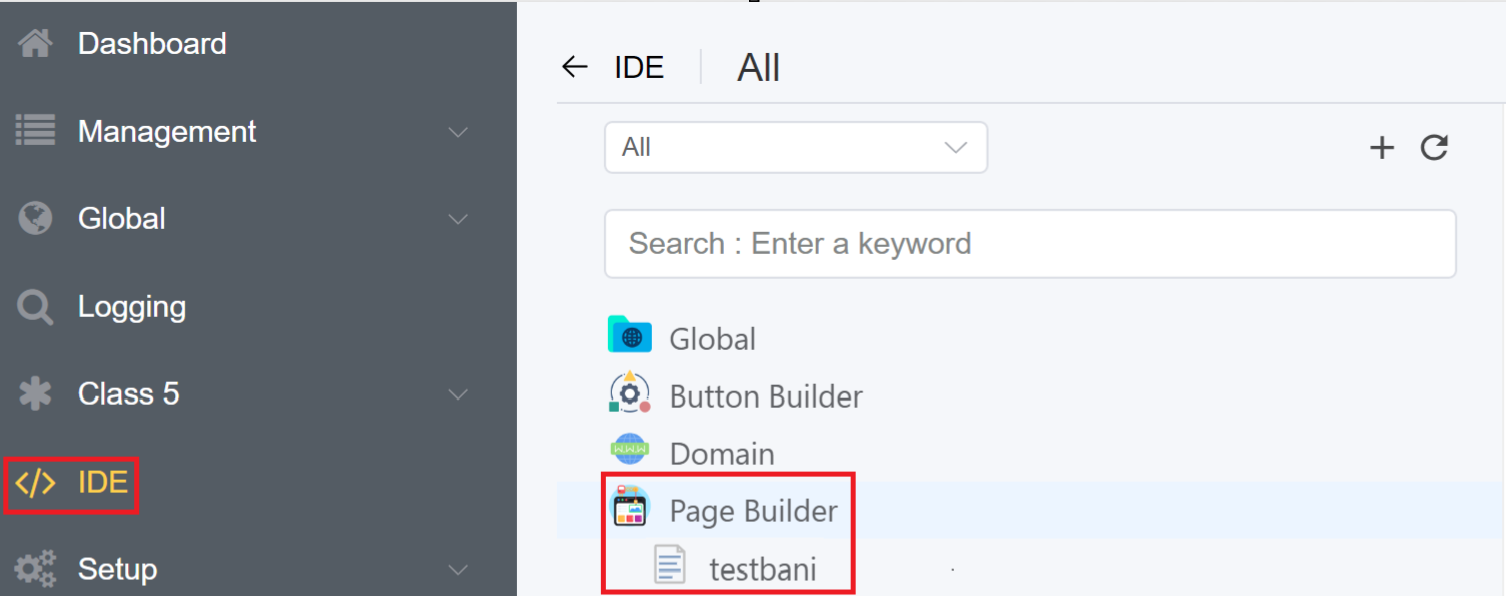 Dashboard
Management
Global
Logging
Class 5
</> IDE
Setup
← IDE | All
All
Search : Enter a keyword
Global
Button Builder
WWW
Domain
Page Builder
testbani